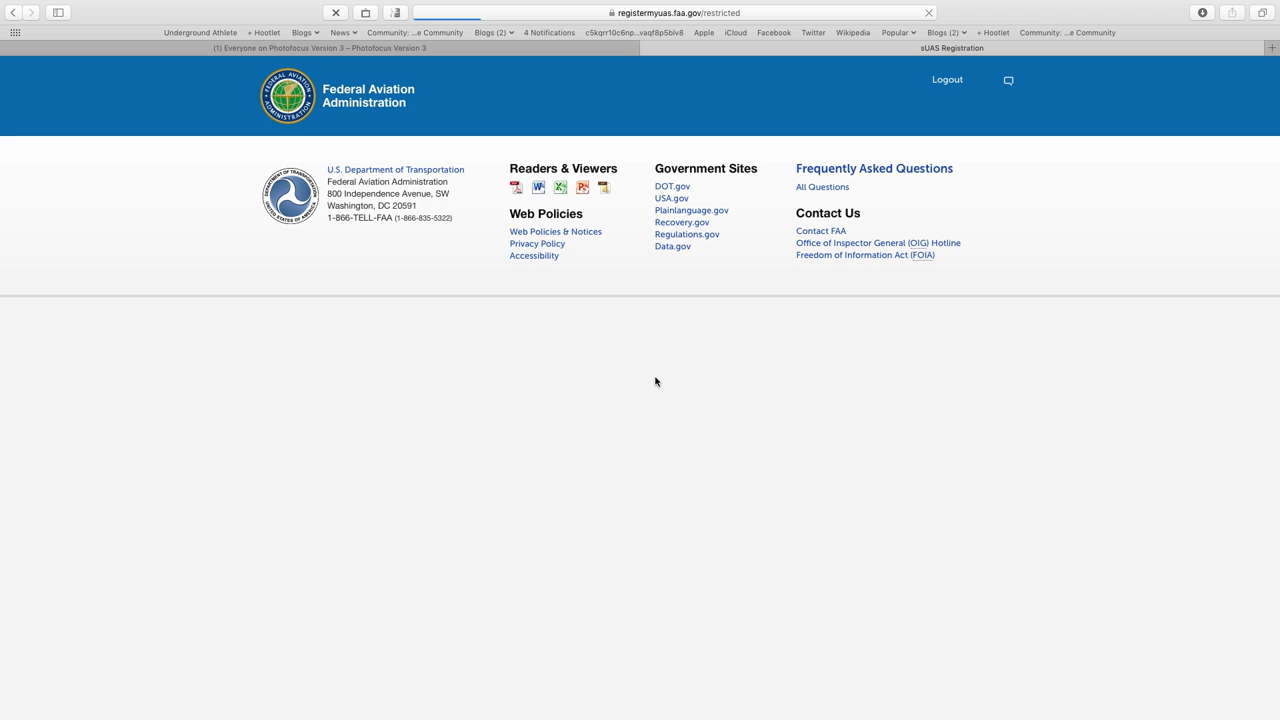 registermyuas.faa.gov/restricted
Underground Athlete + Hootlet Blogs News Community: ...e Community Blogs (2) 4 Notifications c5kqrr10c6np...vaqf8p5blv8 Apple iCloud Facebook Twitter Wikipedia Popular Blogs (2) + Hootlet Community: ...e Community
(1) Everyone on Photofocus Version 3 – Photofocus Version 3
sUAS Registration
Federal Aviation
Administration
Logout
U.S. Department of Transportation
Federal Aviation Administration
800 Independence Avenue, SW
Washington, DC 20591
1-866-TELL-FAA (1-866-835-5322)
Readers & Viewers
Web Policies
Web Policies & Notices
Privacy Policy
Accessibility
Government Sites
DOT.gov
USA.gov
Plainlanguage.gov
Recovery.gov
Regulations.gov
Data.gov
Frequently Asked Questions
All Questions
Contact Us
Contact FAA
Office of Inspector General (OIG) Hotline
Freedom of Information Act (FOIA)